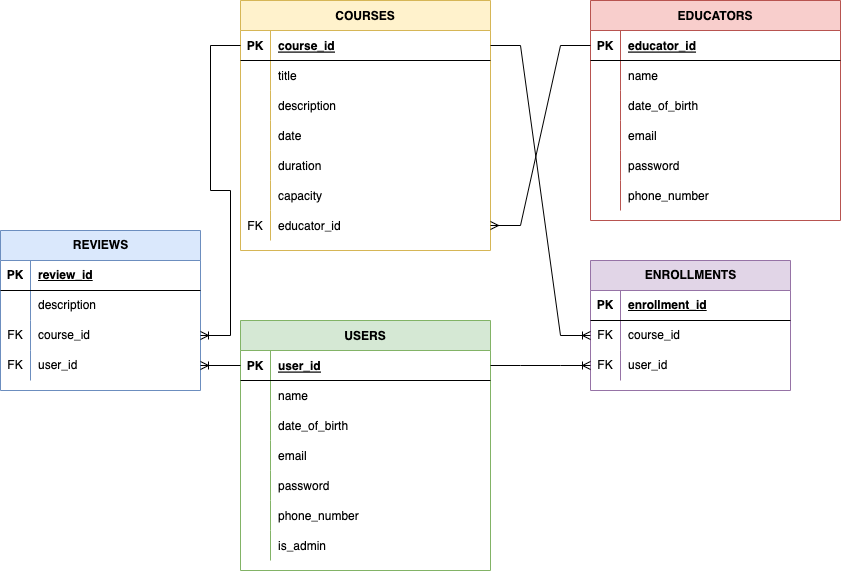 COURSES
PK course_id
title
description
date
duration
capacity
FK educator_id
EDUCATORS
PK educator_id
name
date_of_birth
email
password
phone_number
REVIEWS
PK review_id
description
FK course_id
FK user_id
USERS
PK user_id
name
date_of_birth
email
password
phone_number
is_admin
ENROLLMENTS
PK enrollment_id
FK course_id
FK user_id